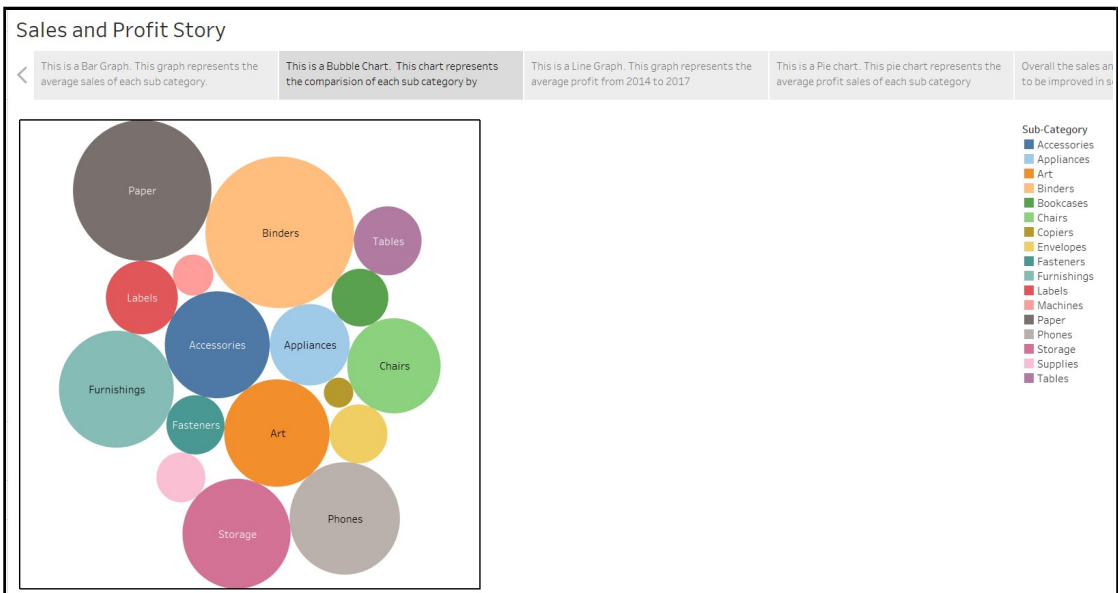 Sales and Profit Story
This is a Bar Graph. This graph represents the
average sales of each sub category.
This is a Bubble Chart. This chart represents
the comparision of each sub category by
This is a Line Graph. This graph represents the
average profit from 2014 to 2017
This is a Pie chart. This pie chart represents the
average profit sales of each sub category
Overall the sales an
to be improved in s
Paper
Binders
Tables
Labels
Accessories
Appliances
Chairs
Furnishings
Fasteners
Art
Phones
Storage
Sub-Category
Accessories
Appliances
Art
Binders
Bookcases
Chairs
Copiers
Envelopes
Fasteners
Furnishings
Labels
Machines
Paper
Phones
Storage
Supplies
Tables